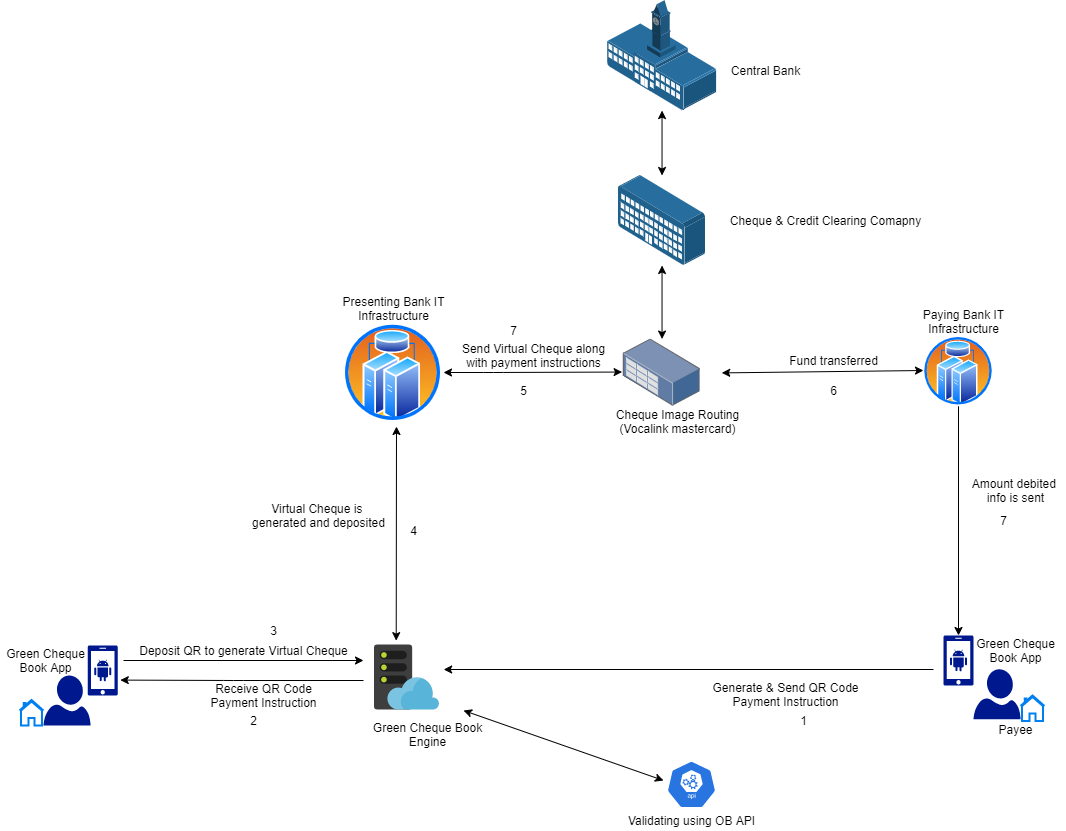 Central Bank
Cheque & Credit Clearing Comapny
Presenting Bank IT
Infrastructure
Paying Bank IT
Infrastructure
7
Send Virtual Cheque along
with payment instructions
5
Fund transferred
6
Cheque Image Routing
(Vocalink mastercard)
Amount debited
info is sent
7
Virtual Cheque is
generated and deposited
4
3
Deposit QR to generate Virtual Cheque
Green Cheque
Book App
Receive QR Code
Payment Instruction
2
Green Cheque Book
Engine
Generate & Send QR Code
Payment Instruction
1
Green Cheque
Book App
Payee
api
Validating using OB API